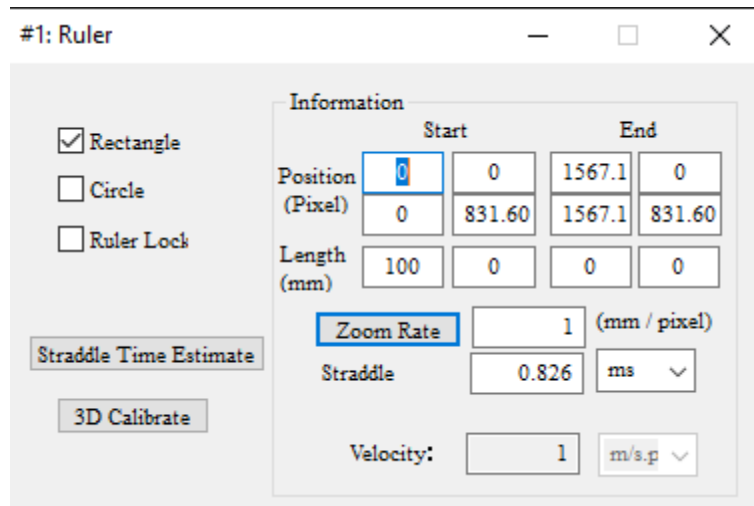 #1: Ruler
Information
Start End
Rectangle
Circle
Ruler Lock
Position
(Pixel)
0 0 1567.1 0
0 831.60 1567.1 831.60
Length
(mm)
100 0 0 0
Zoom Rate 1 (mm / pixel)
Straddle Time Estimate
Straddle 0.826 ms
3D Calibrate
Velocity: 1 m/s.p